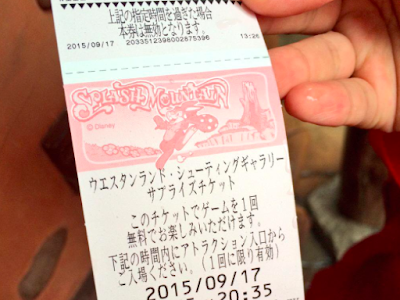 上記の指定時間を過ぎた場合
本券は無効となります。
2015/09/17 2033512398002875396 13:26
SPLASH MOUNTAIN
© Disney
ウエスタンランド・シューティングギャラリー
サプライズチケット
このチケットでゲームを1回
無料でお楽しみいただけます。
下記の時間内にアトラクション入口から
ご入場ください。(1回に限り有効)
2015/09/17
20:35